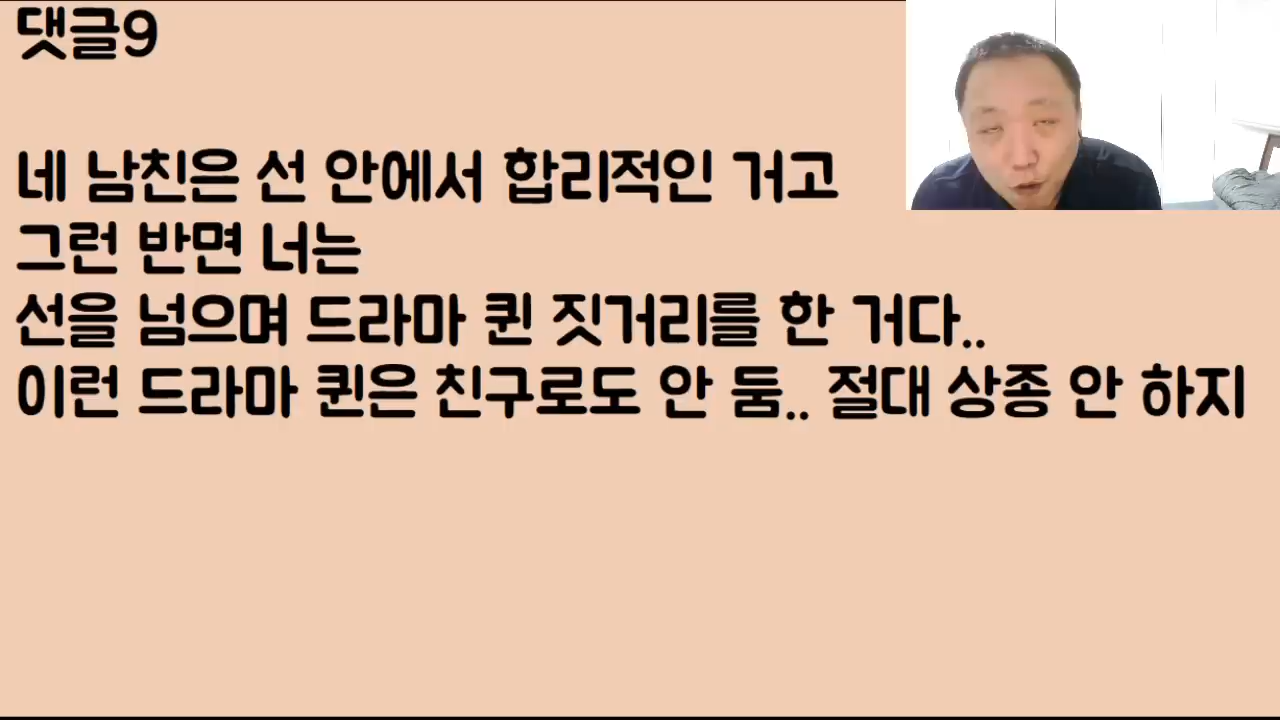 댓글9
네 남친은 선 안에서 합리적인 거고
그런 반면 너는
선을 넘으며 드라마 퀸 짓거리를 한 거다..
이런 드라마 퀸은 친구로도 안 둠.. 절대 상종 안 하지